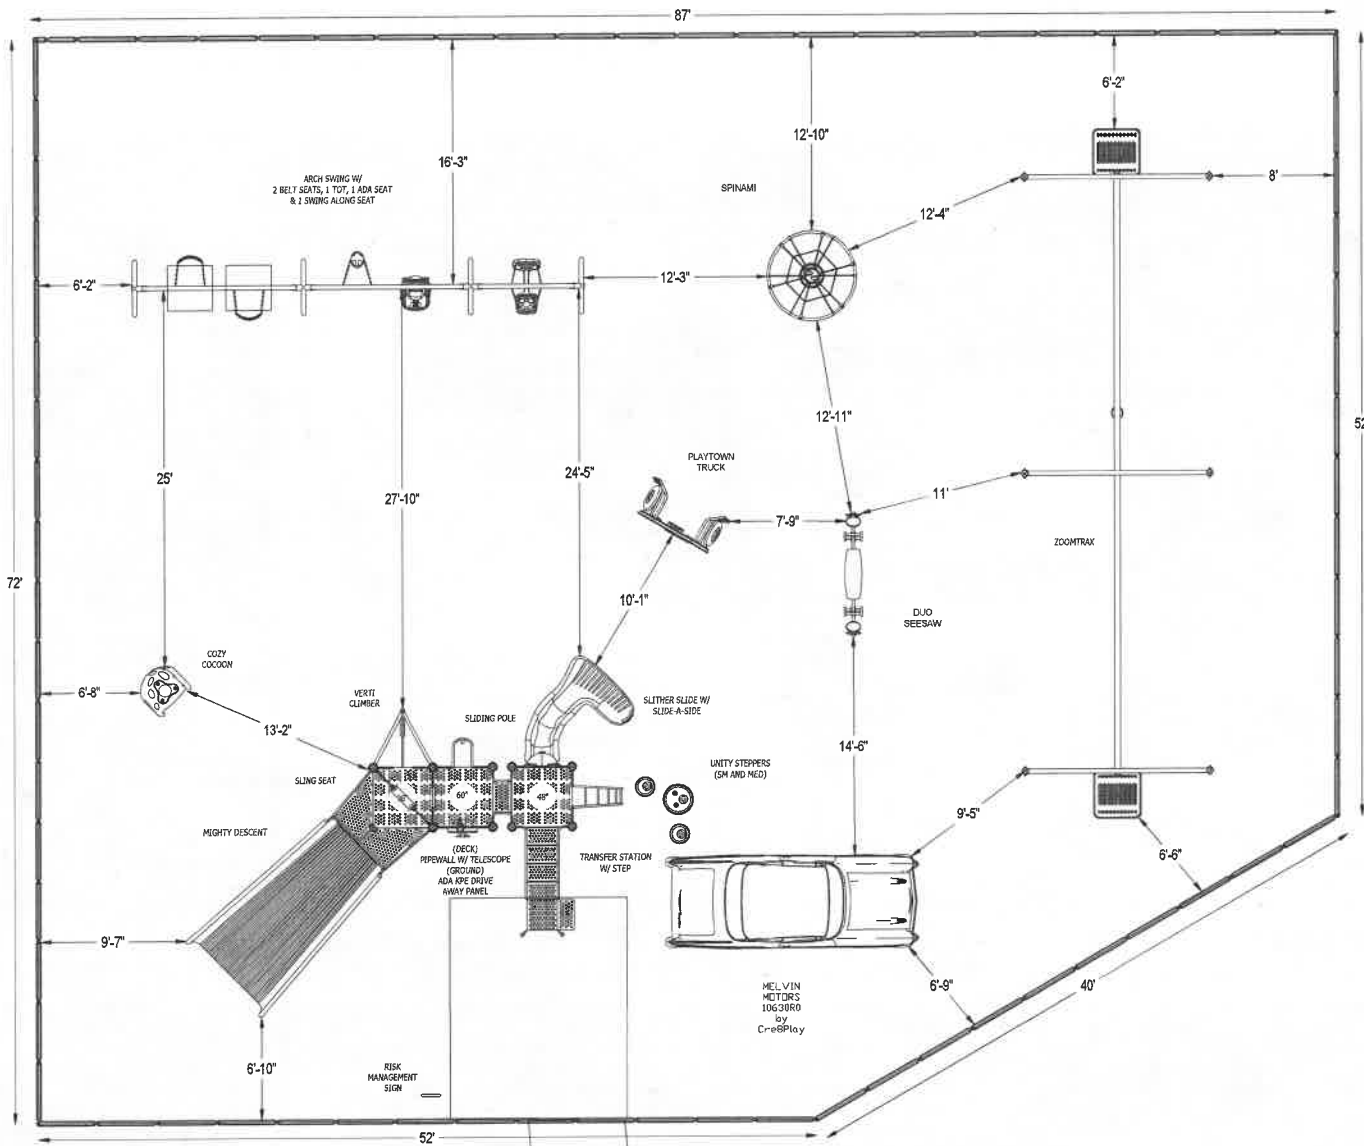 87'
6'-2"
12'-10"
16'-3"
ARCH SWING W/
2 BELT SEATS, 1 TOT, 1 ADA SEAT
& 1 SWING ALONG SEAT
SPINAMI
8'
12'-4"
6'-2"
12'-3"
52
12'-11"
PLAYTOWN
TRUCK
25'
24'-5"
27'-10"
11'
7'-9"
ZOOMTRAX
72'
10'-1"
DUO
SEESAW
COZY
COCOON
6'-8"
VERTI
CLIMBER
SLITHER SLIDE W/
SLIDE-A-SIDE
SLIDING POLE
13'-2"
14'-6"
UNITY STEPPERS
(SM AND MED)
SLING SEAT
60"
48"
9'-5"
MIGHTY DESCENT
(DECK)
PIPEWALL W/ TELESCOPE
(GROUND)
ADA KPE DRIVE
AWAY PANEL
TRANSFER STATION
W/ STEP
6'-6"
9'-7"
6'-9"
40'
MELVIN
MOTORS
10630R0
by
Cre8Play
6'-10"
RISK
MANAGEMENT
SIGN
52'